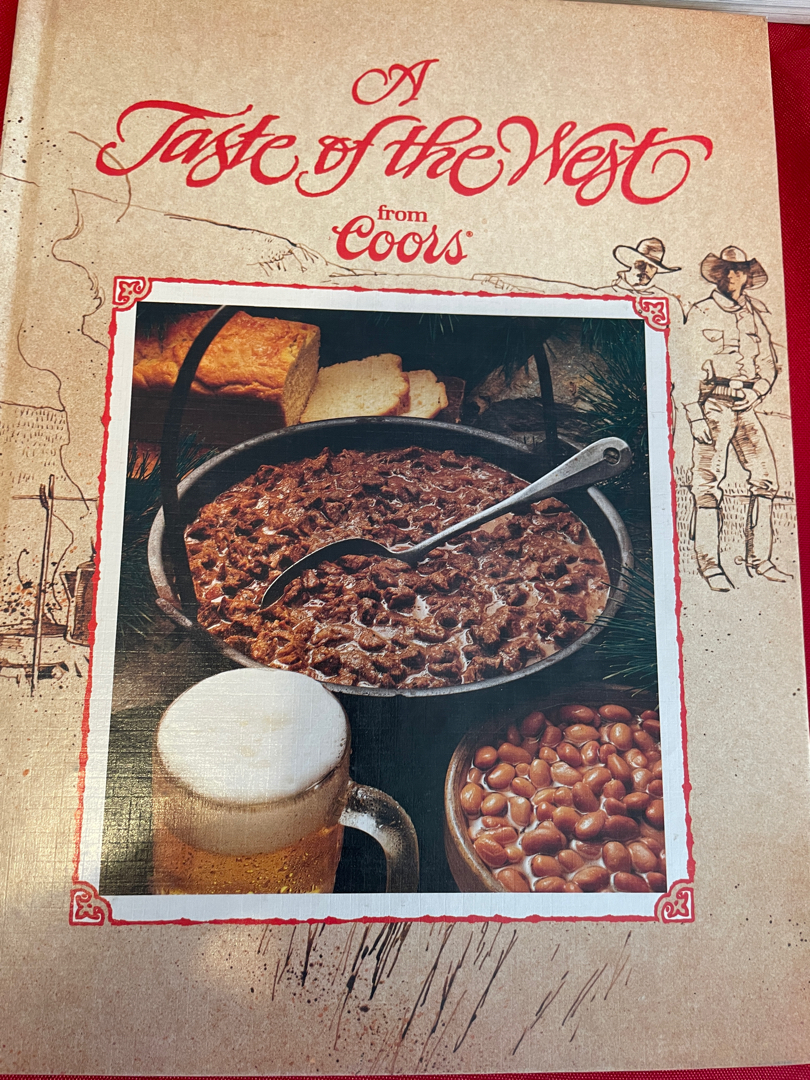 A
Taste of the West
from
Coors®